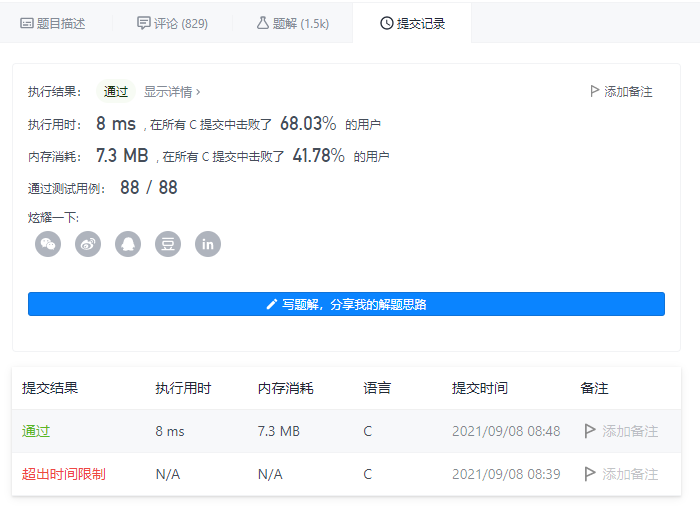 题目描述 评论 (829) 题解 (1.5k) 提交记录
执行结果： 通过 显示详情 › 添加备注
执行用时： 8 ms , 在所有 C 提交中击败了 68.03% 的用户
内存消耗： 7.3 MB , 在所有 C 提交中击败了 41.78% 的用户
通过测试用例： 88 / 88
炫耀一下:
豆 in
写题解，分享我的解题思路
提交结果 执行用时 内存消耗 语言 提交时间 备注
通过 8 ms 7.3 MB C 2021/09/08 08:48 添加备注
超出时间限制 N/A N/A C 2021/09/08 08:39 添加备注